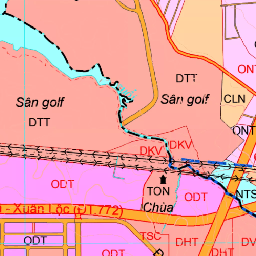 DTT
ONT
Sân golf
DTT
Sân golf
CLN
ONT
DKV
DKV
ODT
TON
Chùa
ODT
NTS
- Xuân Lộc (ĐT.772)
ODT
TSC
DHT
DHT